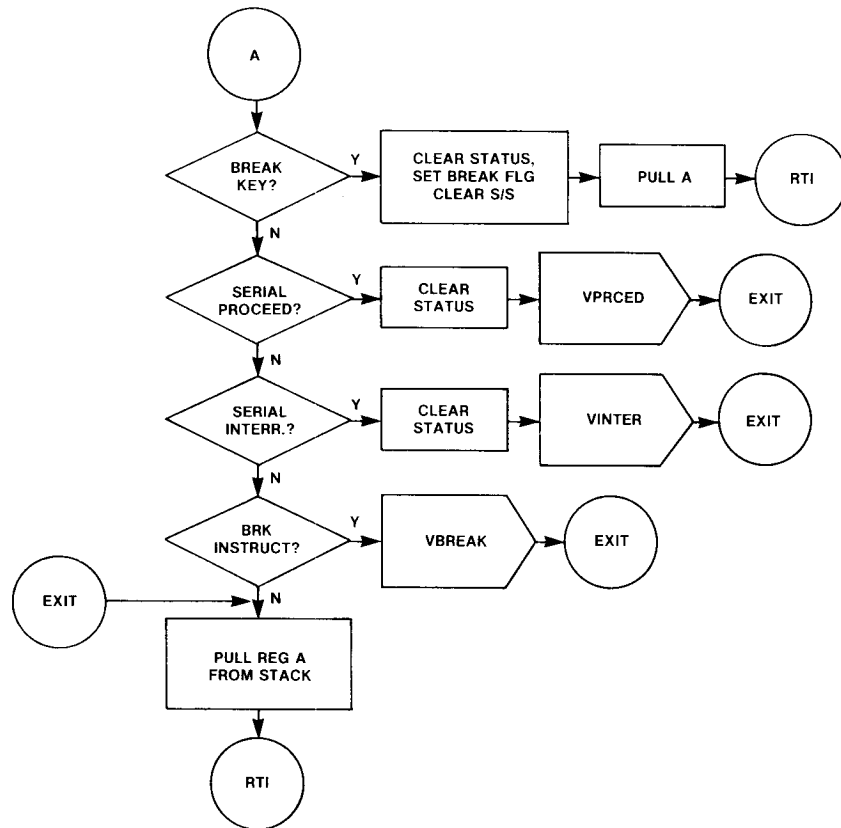 A
BREAK
KEY?
Y
CLEAR STATUS,
SET BREAK FLG
CLEAR S/S
PULL A
RTI
N
SERIAL
PROCEED?
Y
CLEAR
STATUS
VPRCED
EXIT
N
SERIAL
INTERR.?
Y
CLEAR
STATUS
VINTER
EXIT
N
BRK
INSTRUCT?
Y
VBREAK
EXIT
N
EXIT
PULL REG A
FROM STACK
RTI